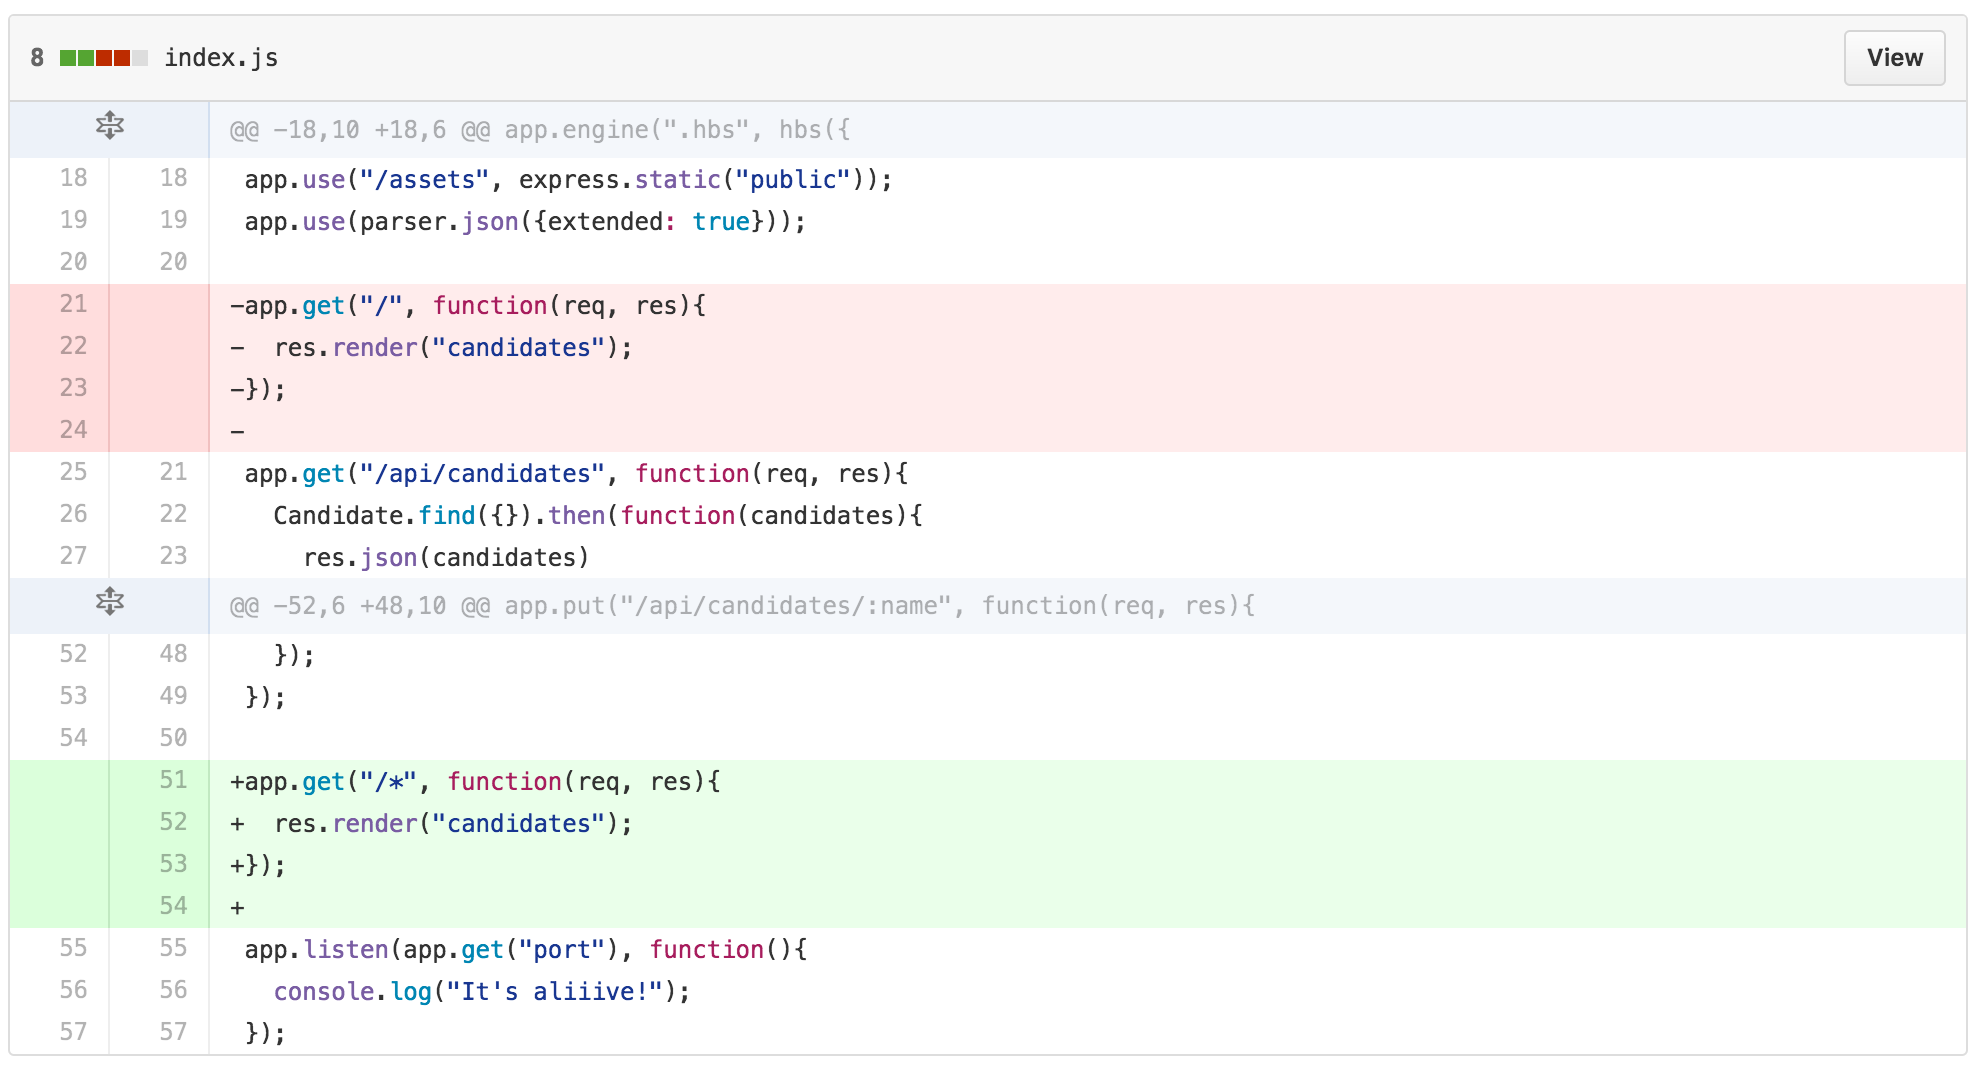 8 index.js View
@@ -18,10 +18,6 @@ app.engine(".hbs", hbs({
18 18 app.use("/assets", express.static("public"));
19 19 app.use(parser.json({extended: true}));
20 20
21 -app.get("/", function(req, res){
22 -  res.render("candidates");
23 -});
24 -
25 21 app.get("/api/candidates", function(req, res){
26 22   Candidate.find({}).then(function(candidates){
27 23     res.json(candidates)
@@ -52,6 +48,10 @@ app.put("/api/candidates/:name", function(req, res){
52 48   });
53 49 });
54 50
51 +app.get("/*", function(req, res){
52 +  res.render("candidates");
53 +});
54 +
55 55 app.listen(app.get("port"), function(){
56 56   console.log("It's aliiive!");
57 57 });